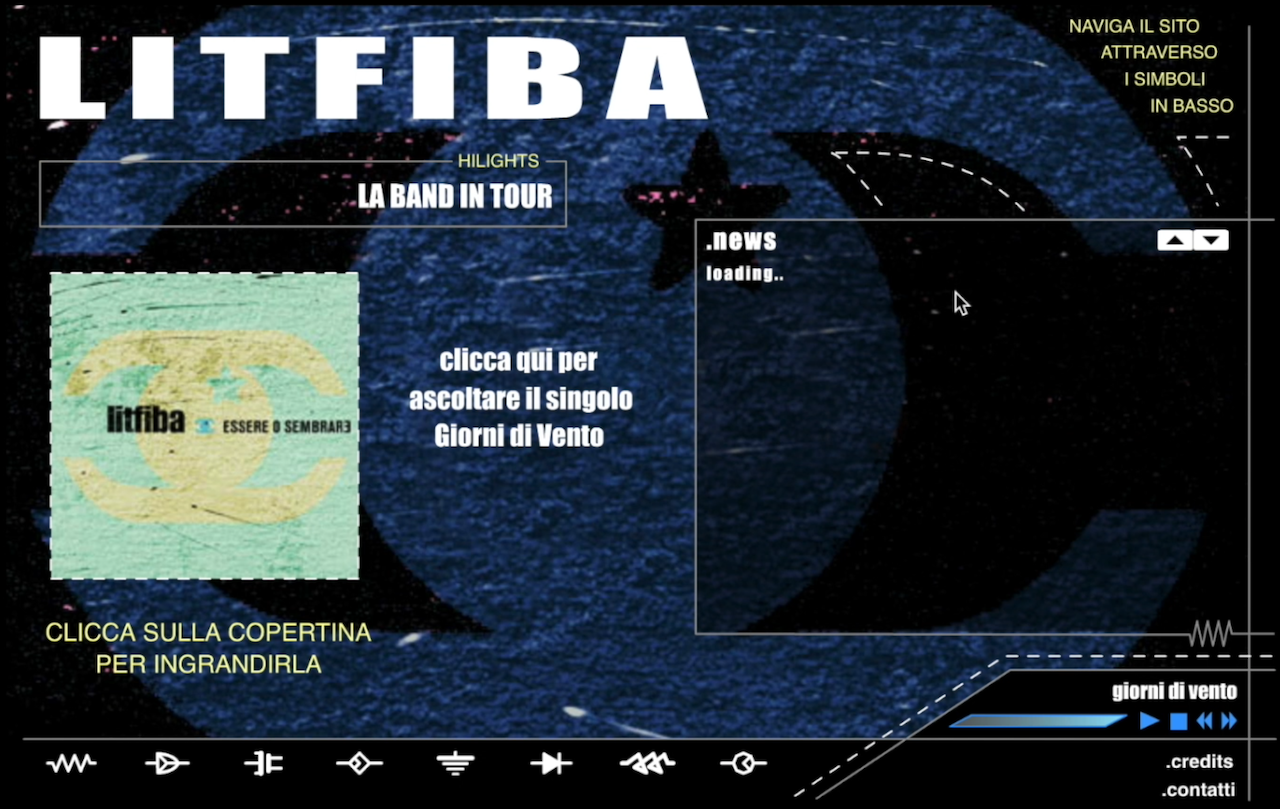 LITFIBA
NAVIGA IL SITO
ATTRAVERSO
I SIMBOLI
IN BASSO
HILIGHTS
LA BAND IN TOUR
.news
loading..
litfiba ESSERE O SEMBRARE
clicca qui per
ascoltare il singolo
Giorni di Vento
CLICCA SULLA COPERTINA
PER INGRANDIRLA
giorni di vento
.credits
.contatti